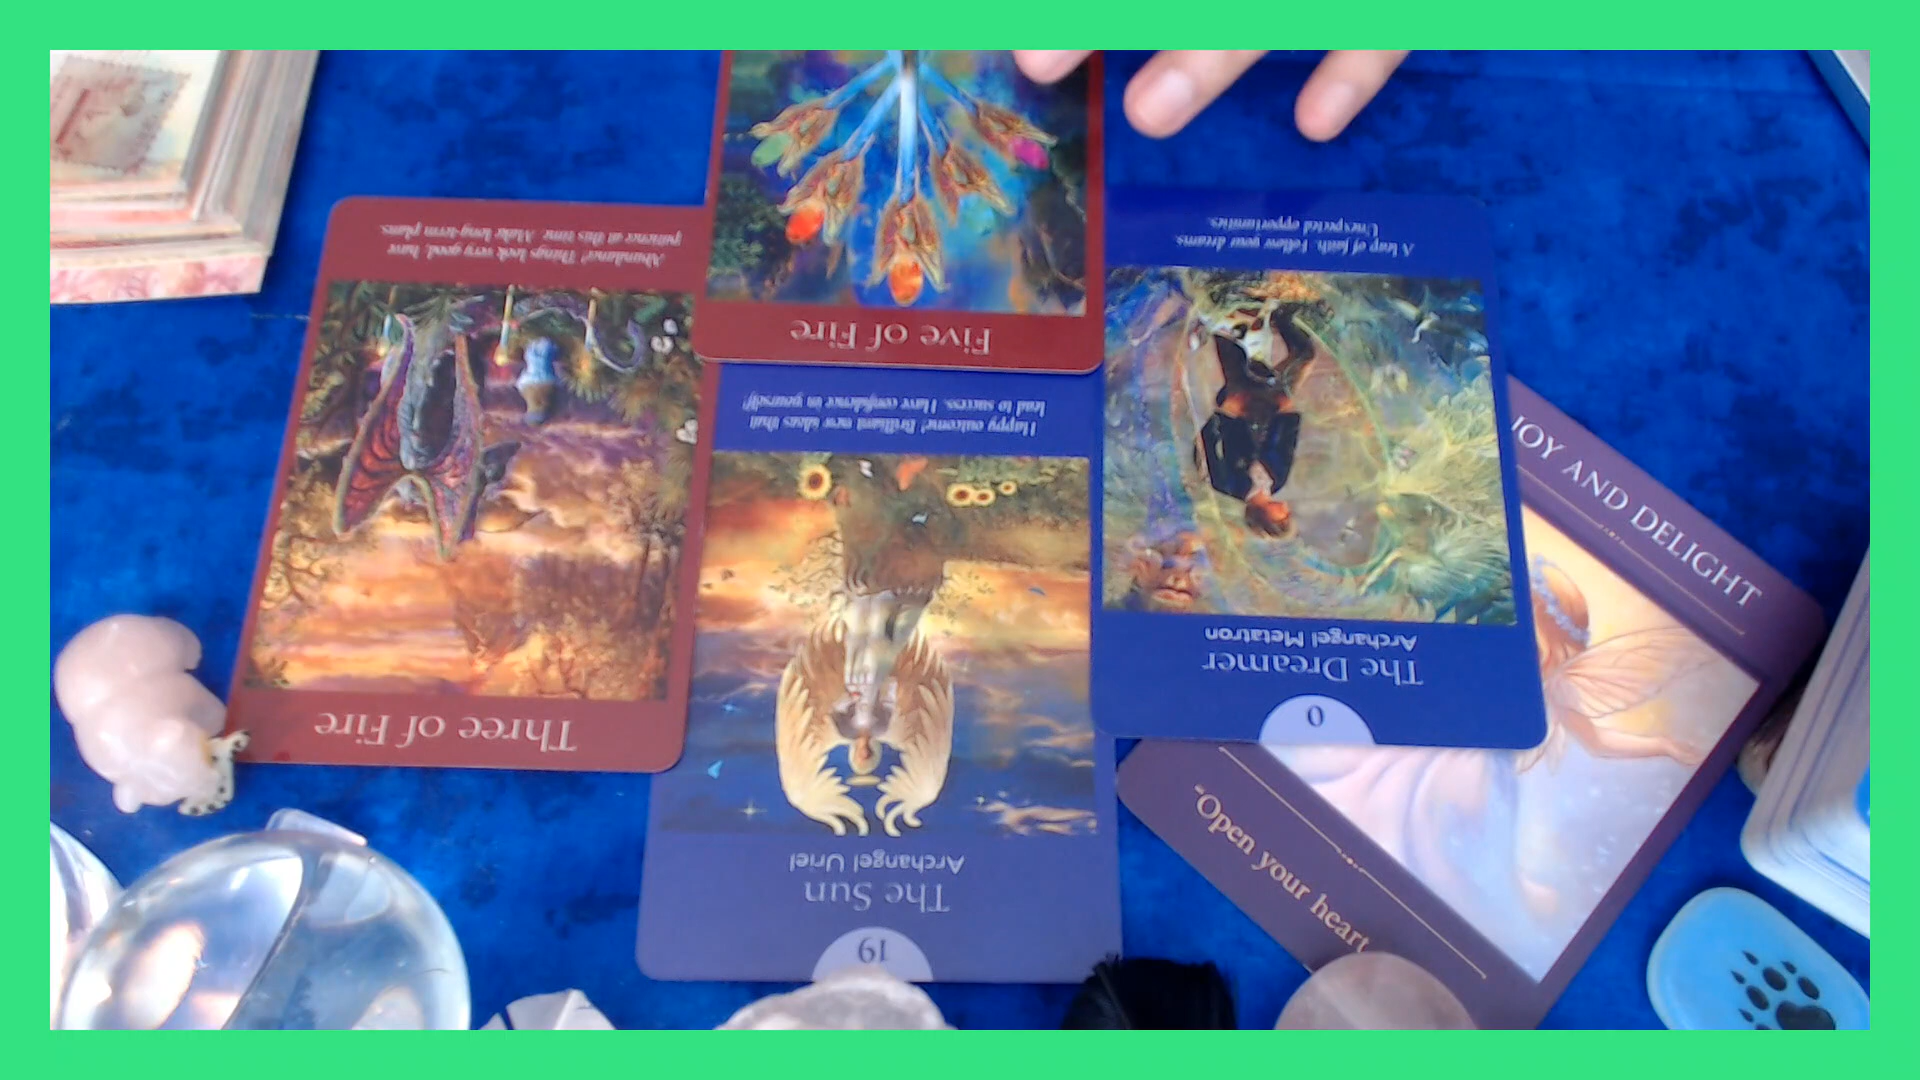 Five of Fire
Abundance! Things look very good, have
patience at this time. Make long-term plans.
Three of Fire
Happy outcome! Brilliant new ideas that
lead to success. Have confidence in yourself!
Archangel Uriel
The Sun
19
A leap of faith. Follow your dreams.
Unexpected opportunities.
Archangel Metatron
The Dreamer
0
JOY AND DELIGHT
"Open your heart